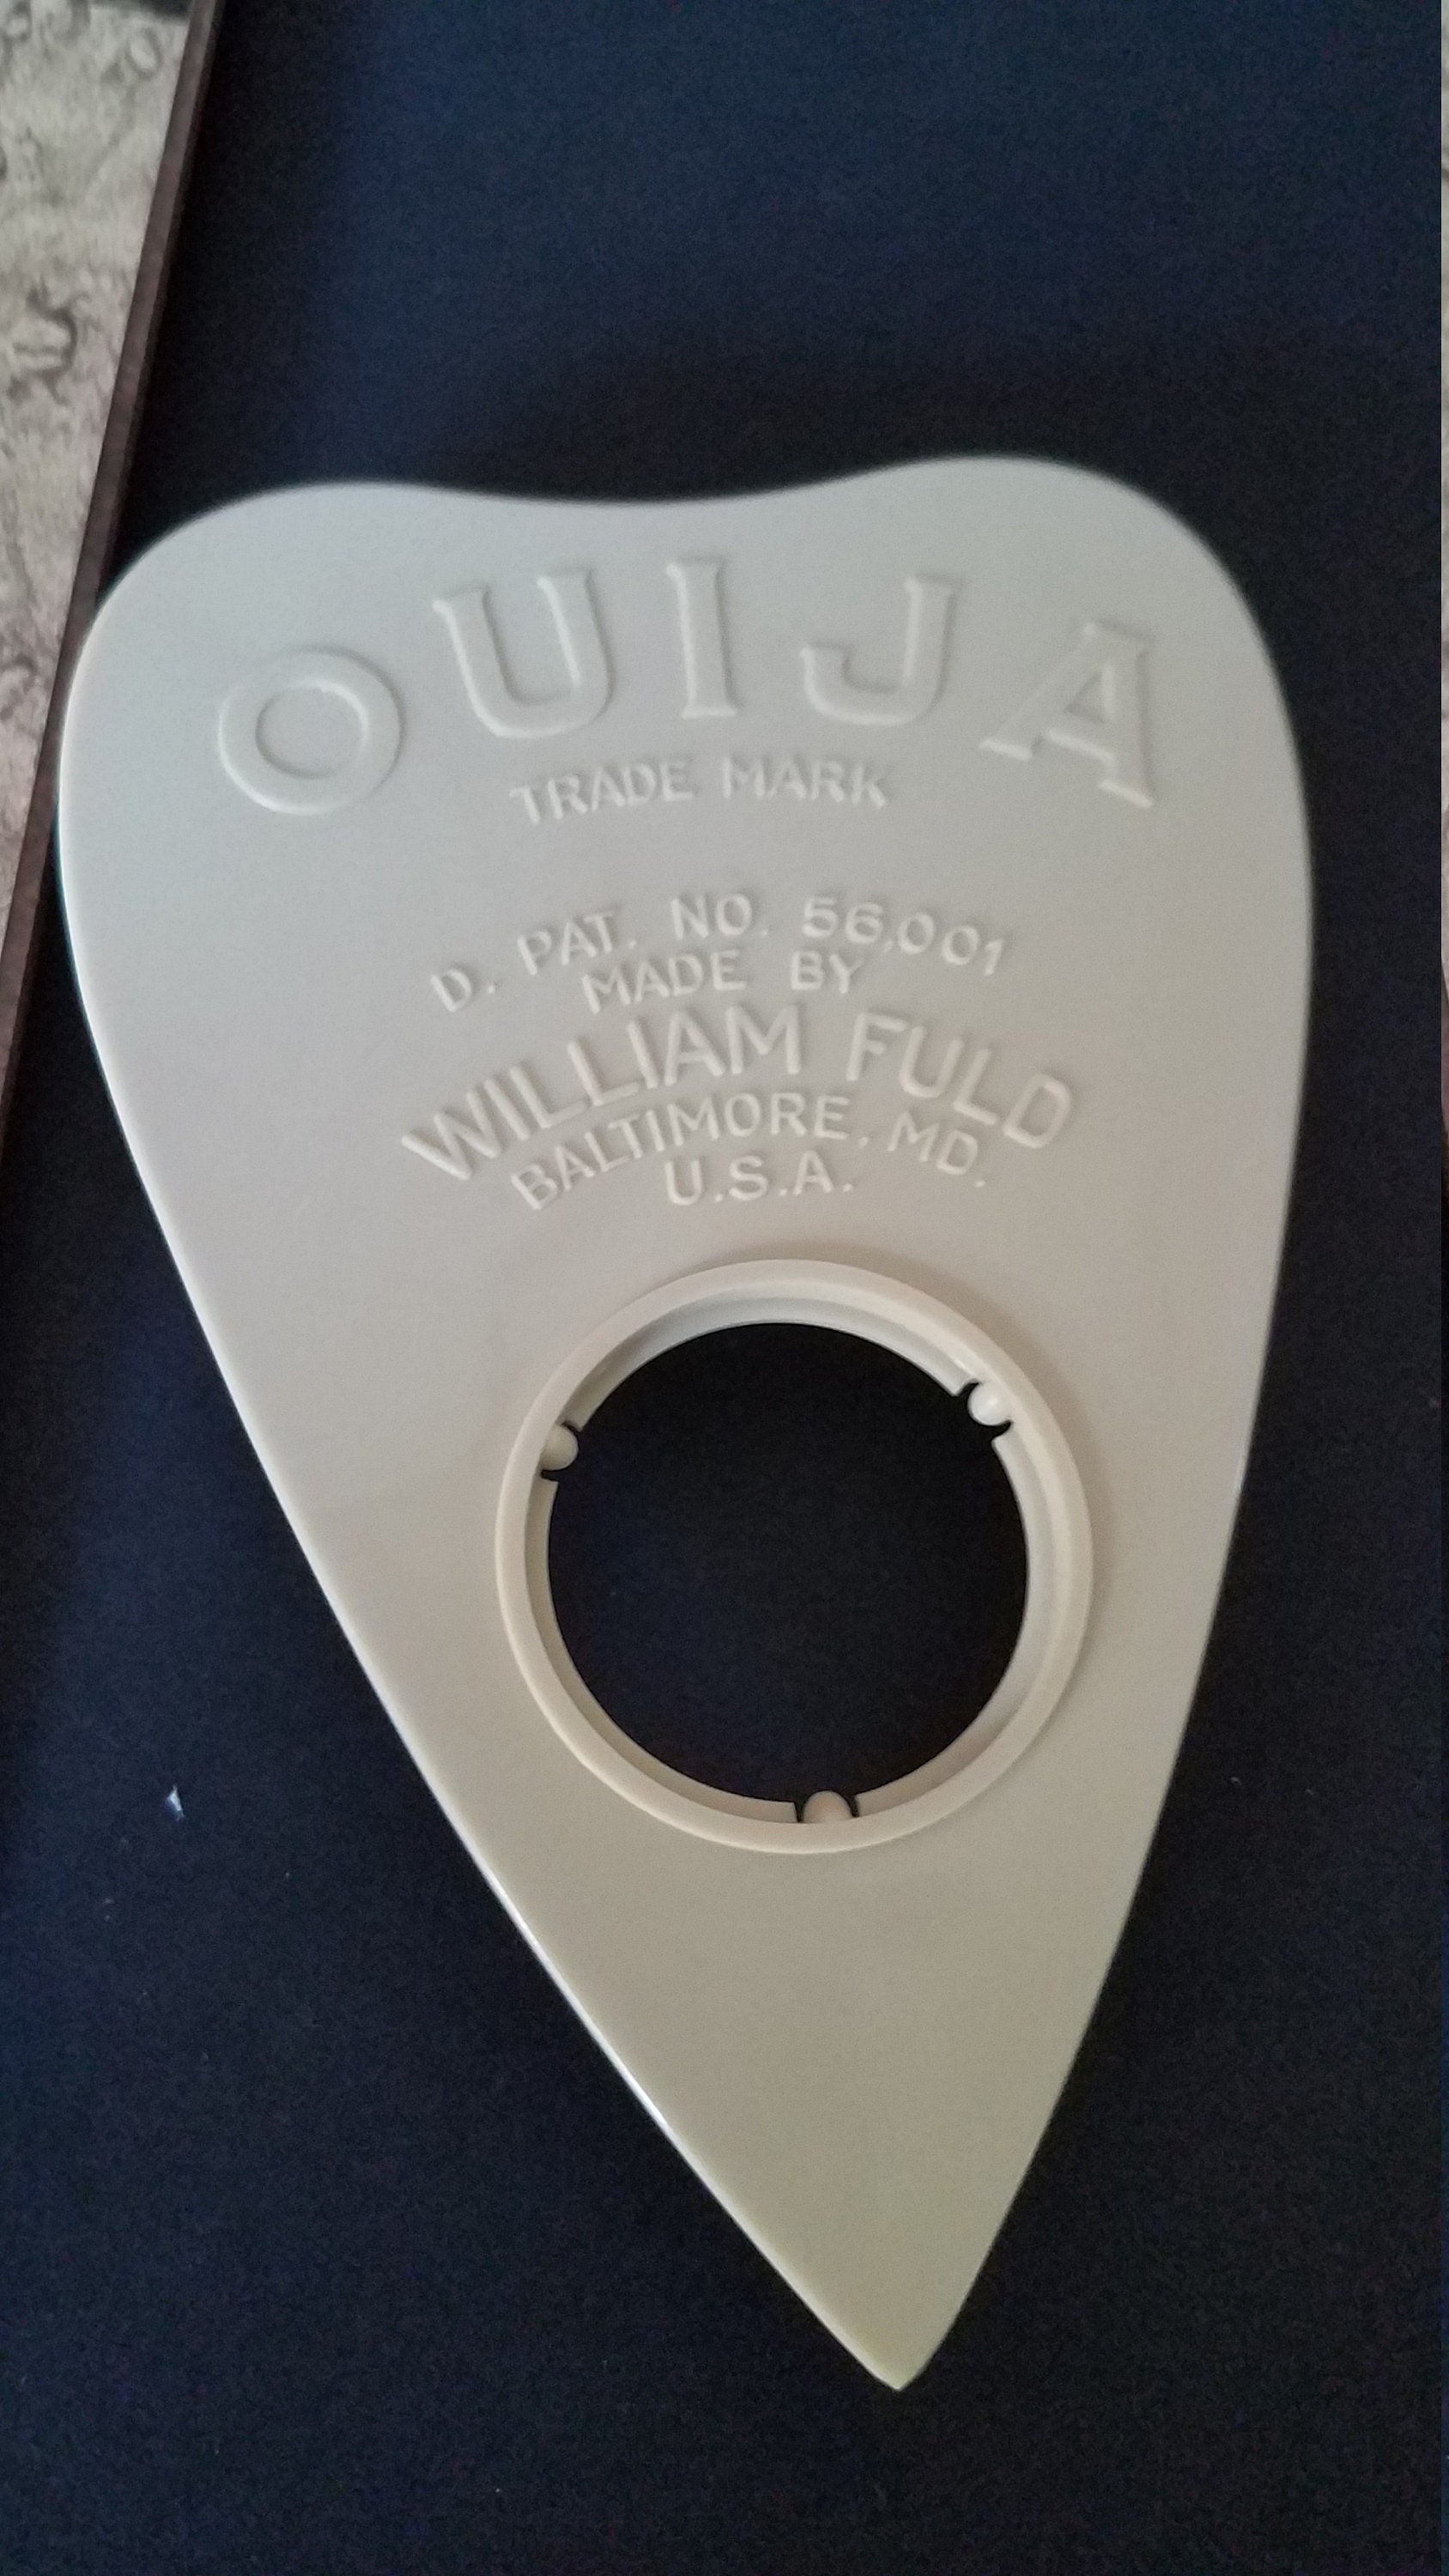 OUIJA
TRADE MARK
D. PAT. NO. 56,001
MADE BY
WILLIAM FULD
BALTIMORE, MD.
U.S.A.